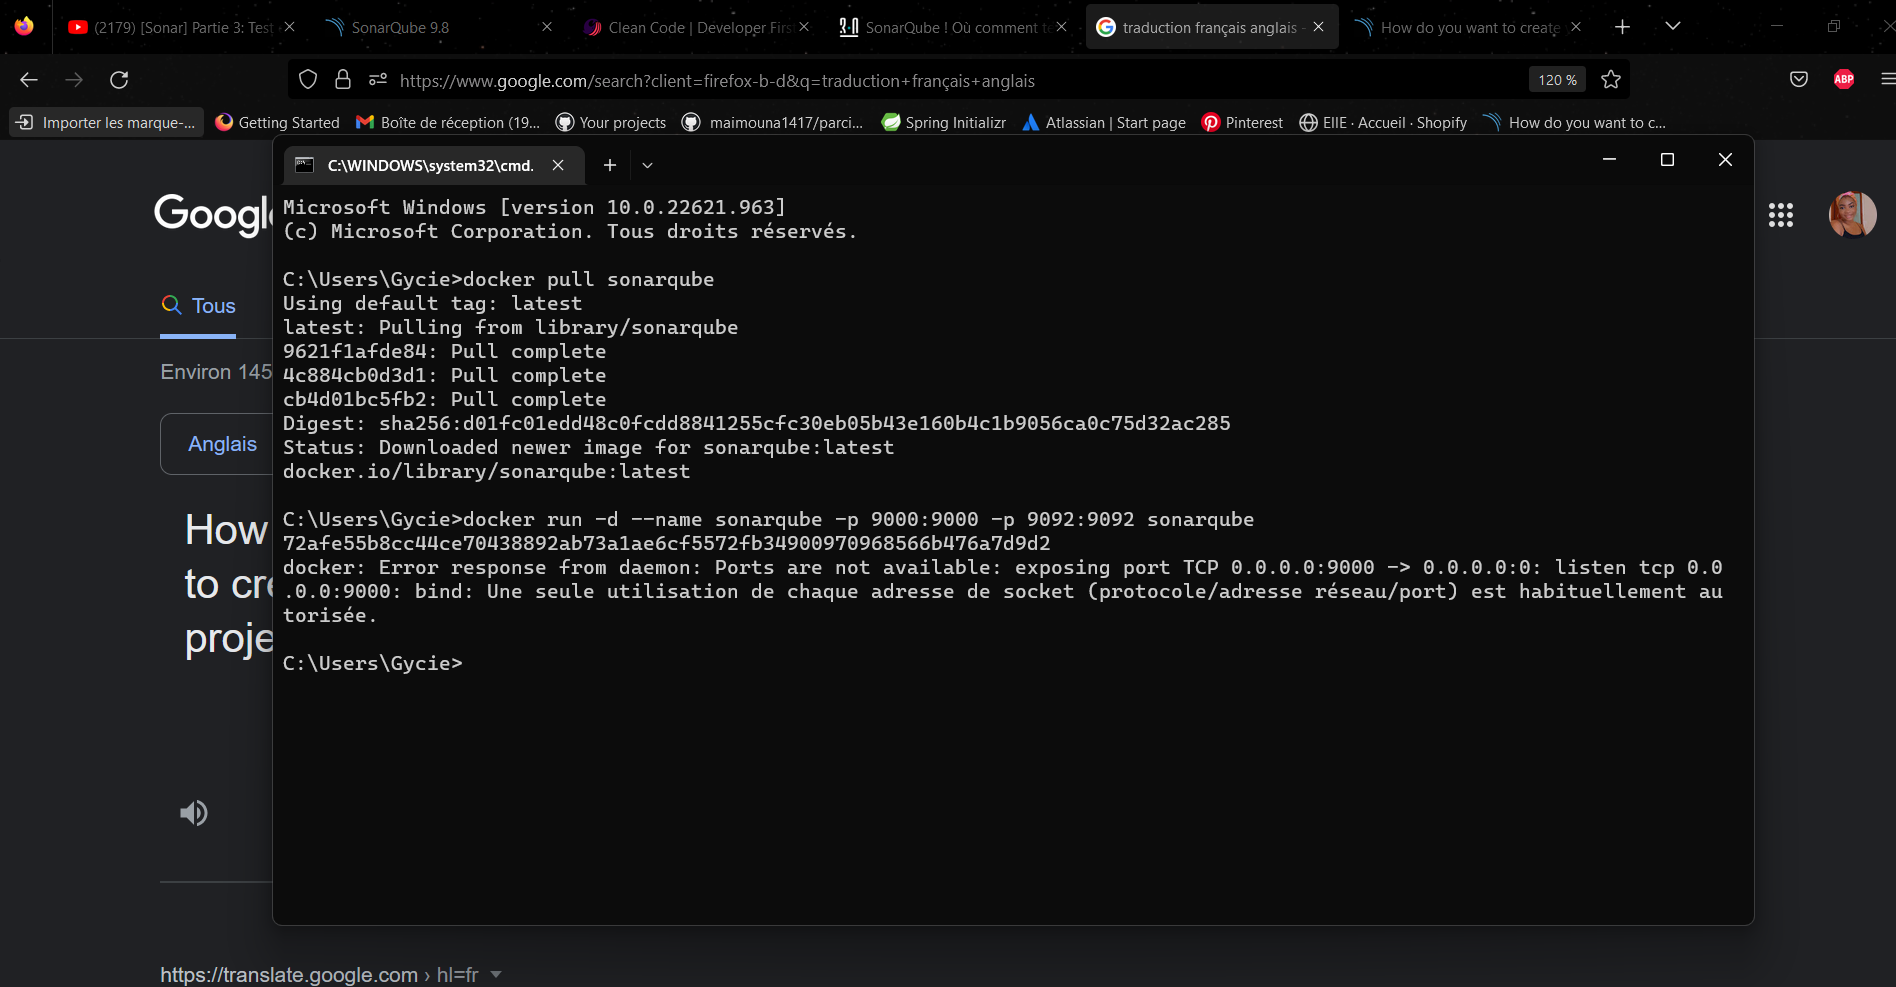 (2179) [Sonar] Partie 3: Test
SonarQube 9.8
Clean Code | Developer Firs
SonarQube ! Où comment te
traduction français anglais -
How do you want to create
https://www.google.com/search?client=firefox-b-d&q=traduction+français+anglais
120 %
ABP
Importer les marque-...
Getting Started
Boîte de réception (19...
Your projects
maimouna1417/parci...
Spring Initializr
Atlassian | Start page
Pinterest
EllE · Accueil · Shopify
How do you want to c...
C:\WINDOWS\system32\cmd.
Google
Tous
Environ 145
Anglais
How
to cre
proje
Microsoft Windows [version 10.0.22621.963]
(c) Microsoft Corporation. Tous droits réservés.
C:\Users\Gycie>docker pull sonarqube
Using default tag: latest
latest: Pulling from library/sonarqube
9621f1afde84: Pull complete
4c884cb0d3d1: Pull complete
cb4d01bc5fb2: Pull complete
Digest: sha256:d01fc01edd48c0fcdd8841255cfc30eb05b43e160b4c1b9056ca0c75d32ac285
Status: Downloaded newer image for sonarqube:latest
docker.io/library/sonarqube:latest
C:\Users\Gycie>docker run -d --name sonarqube -p 9000:9000 -p 9092:9092 sonarqube
72afe55b8cc44ce70438892ab73a1ae6cf5572fb34900970968566b476a7d9d2
docker: Error response from daemon: Ports are not available: exposing port TCP 0.0.0.0:9000 -> 0.0.0.0:0: listen tcp 0.0
.0.0:9000: bind: Une seule utilisation de chaque adresse de socket (protocole/adresse réseau/port) est habituellement au
torisée.
C:\Users\Gycie>
https://translate.google.com › hl=fr